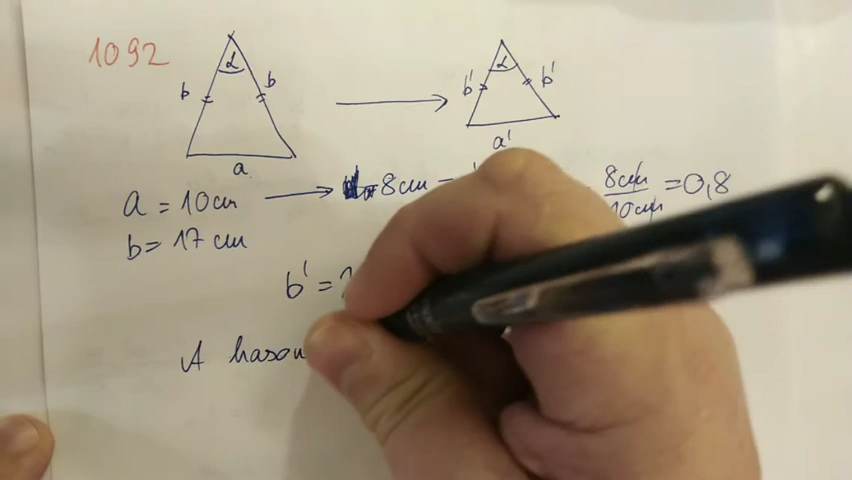 1092
α
b b
a
α
b' b'
a'
a = 10cm → 8cm = 8cm/10cm = 0,8
b = 17 cm
b' = ?
A hason